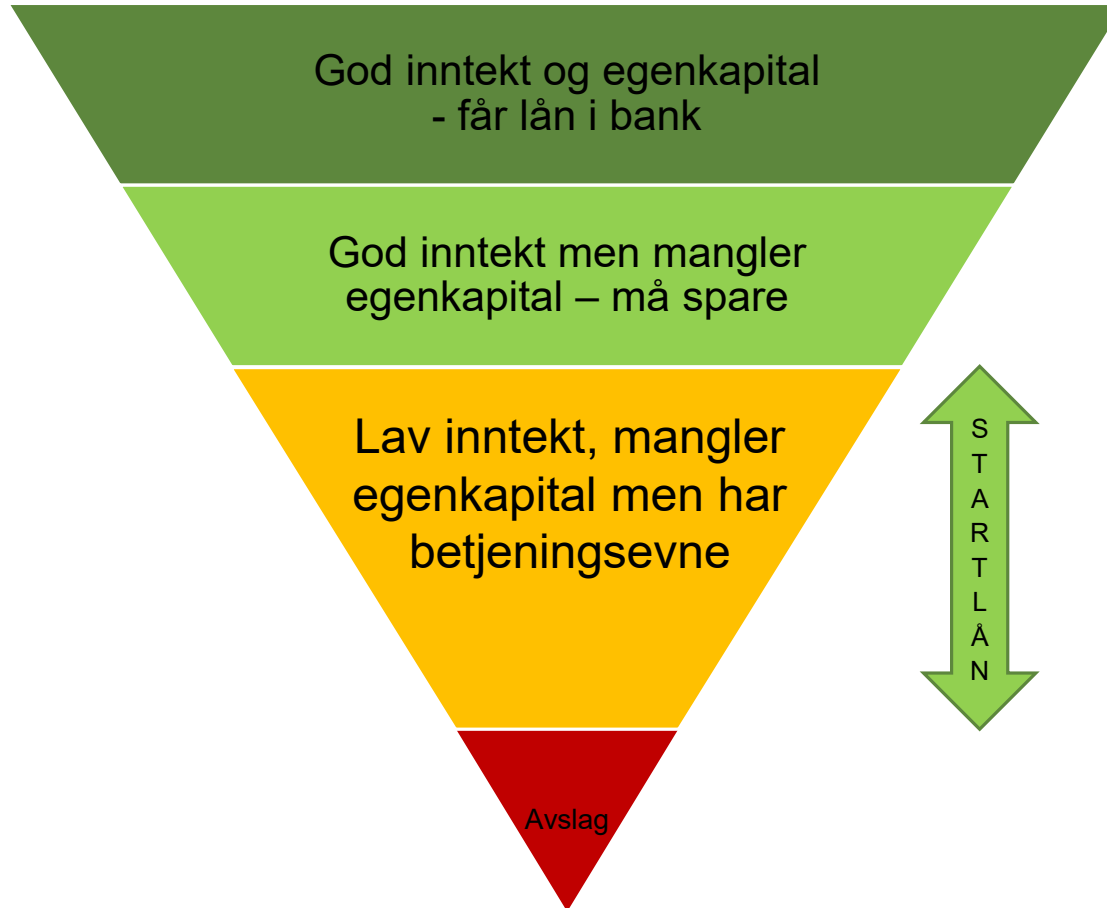 God inntekt og egenkapital
- får lån i bank
God inntekt men mangler
egenkapital – må spare
Lav inntekt, mangler
egenkapital men har
betjeningsevne
S
T
A
R
T
L
Å
N
Avslag